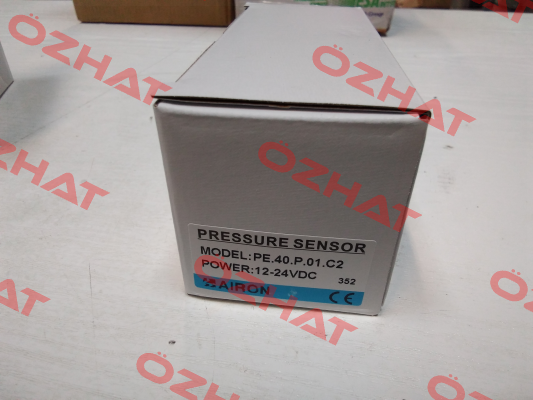 ÖZHAT
ÖZHAT
ÖZHAT
ÖZHAT
ÖZHAT
PRESSURE SENSOR
MODEL:PE.40.P.01.C2
POWER:12-24VDC
352
AIRON
CE
ÖZHAT
ÖZHAT